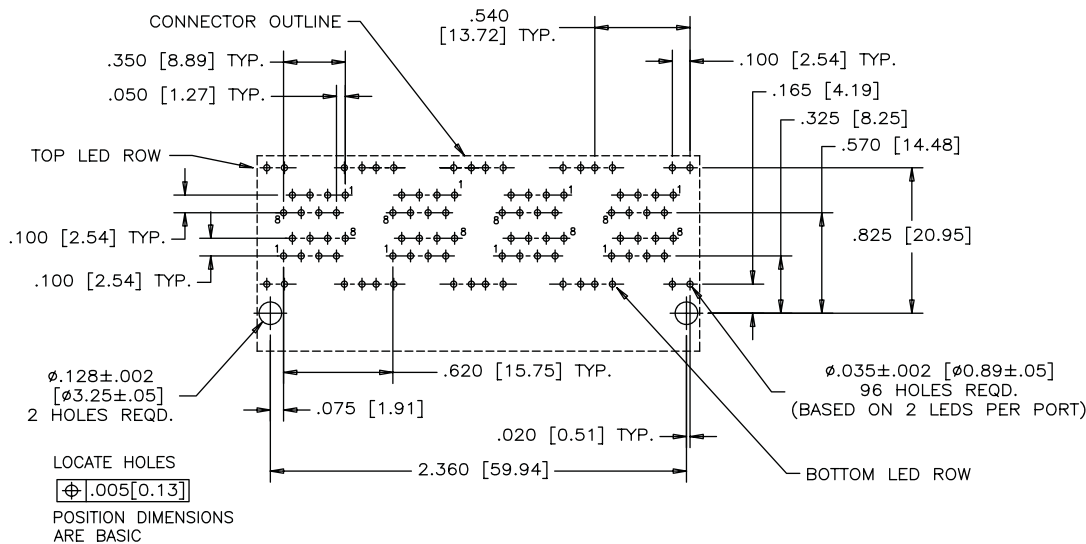 CONNECTOR OUTLINE
.540
[13.72] TYP.
.350 [8.89] TYP.
.100 [2.54] TYP.
.050 [1.27] TYP.
.165 [4.19]
.325 [8.25]
TOP LED ROW
.570 [14.48]
1
1
1
1
8
8
8
8
.100 [2.54] TYP.
8
8
8
8
.825 [20.95]
1
1
1
1
.100 [2.54] TYP.
ø.128±.002
[ø3.25±.05]
2 HOLES REQD.
.620 [15.75] TYP.
ø.035±.002 [ø0.89±.05]
96 HOLES REQD.
(BASED ON 2 LEDS PER PORT)
.075 [1.91]
.020 [0.51] TYP.
LOCATE HOLES
2.360 [59.94]
BOTTOM LED ROW
⌖ .005[0.13]
POSITION DIMENSIONS
ARE BASIC